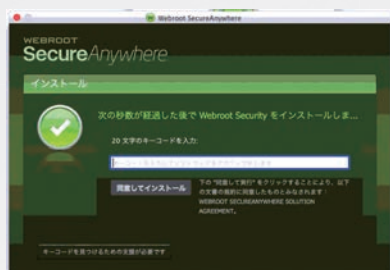 Webroot SecureAnywhere
WEBROOT
SecureAnywhere
インストール
次の秒数が経過した後で Webroot Security をインストールしま...
20 文字のキーコードを入力:
同意してインストール
下の "同意して実行" をクリックすることにより、以下
の文書の規約に同意したものとみなされます:
WEBROOT SECUREANYWHERE SOLUTION
AGREEMENT.
キーコードを見つけるための支援が必要です